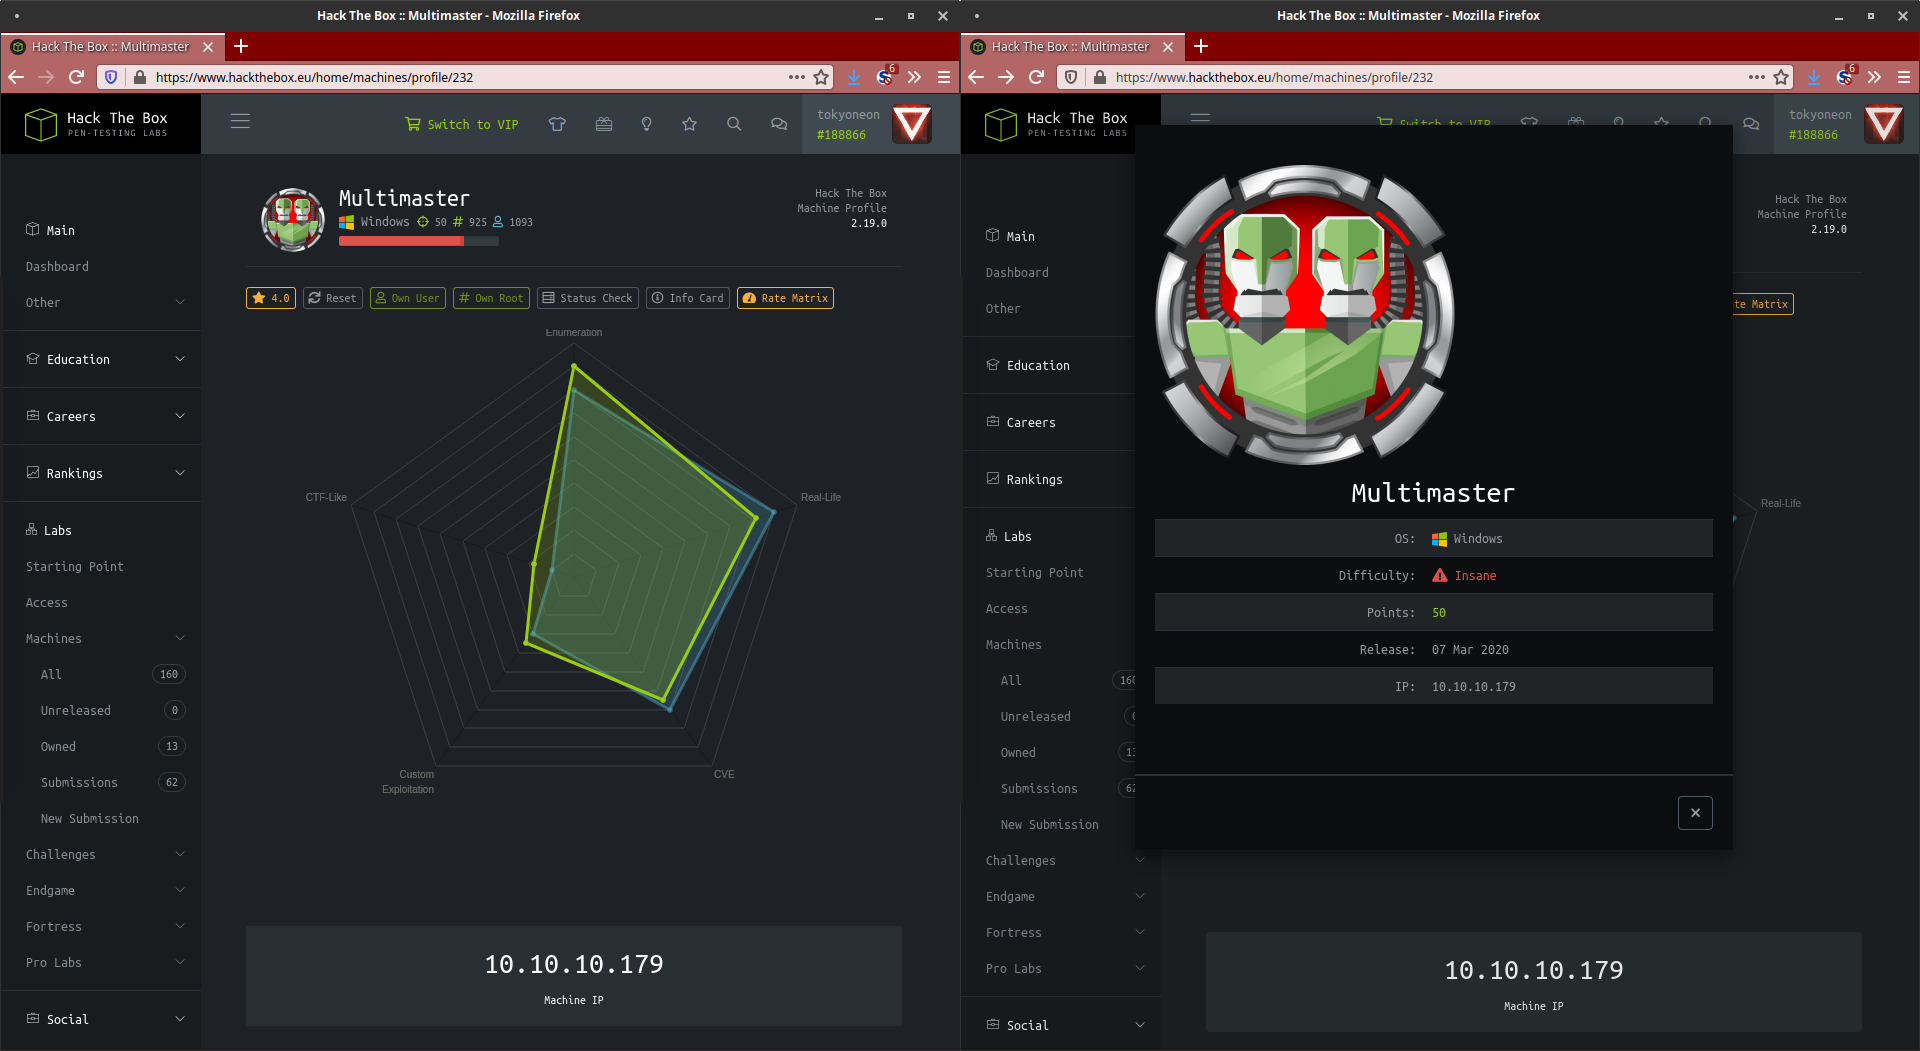 Hack The Box :: Multimaster - Mozilla Firefox
Hack The Box :: Multimaster
https://www.hackthebox.eu/home/machines/profile/232
6
Hack The Box
PEN-TESTING LABS
Switch to VIP
tokyoneon
#188866
Multimaster
Windows 50 925 1093
Hack The Box
Machine Profile
2.19.0
Main
Dashboard
Other
Education
Careers
Rankings
Labs
Starting Point
Access
Machines
All 160
Unreleased 0
Owned 13
Submissions 62
New Submission
Challenges
Endgame
Fortress
Pro Labs
Social
4.0 Reset Own User # Own Root Status Check Info Card Rate Matrix
Enumeration
CTF-Like
Real-Life
Custom
Exploitation
CVE
10.10.10.179
Machine IP
Hack The Box :: Multimaster - Mozilla Firefox
Hack The Box :: Multimaster
https://www.hackthebox.eu/home/machines/profile/232
6
Hack The Box
PEN-TESTING LABS
Switch to VIP
tokyoneon
#188866
Hack The Box
Machine Profile
2.19.0
Main
Dashboard
Other
Education
Careers
Rankings
Labs
Starting Point
Access
Machines
All 160
Unreleased
Owned 13
Submissions 62
New Submission
Challenges
Endgame
Fortress
Pro Labs
Social
te Matrix
Real-Life
Multimaster
OS: Windows
Difficulty: Insane
Points: 50
Release: 07 Mar 2020
IP: 10.10.10.179
10.10.10.179
Machine IP